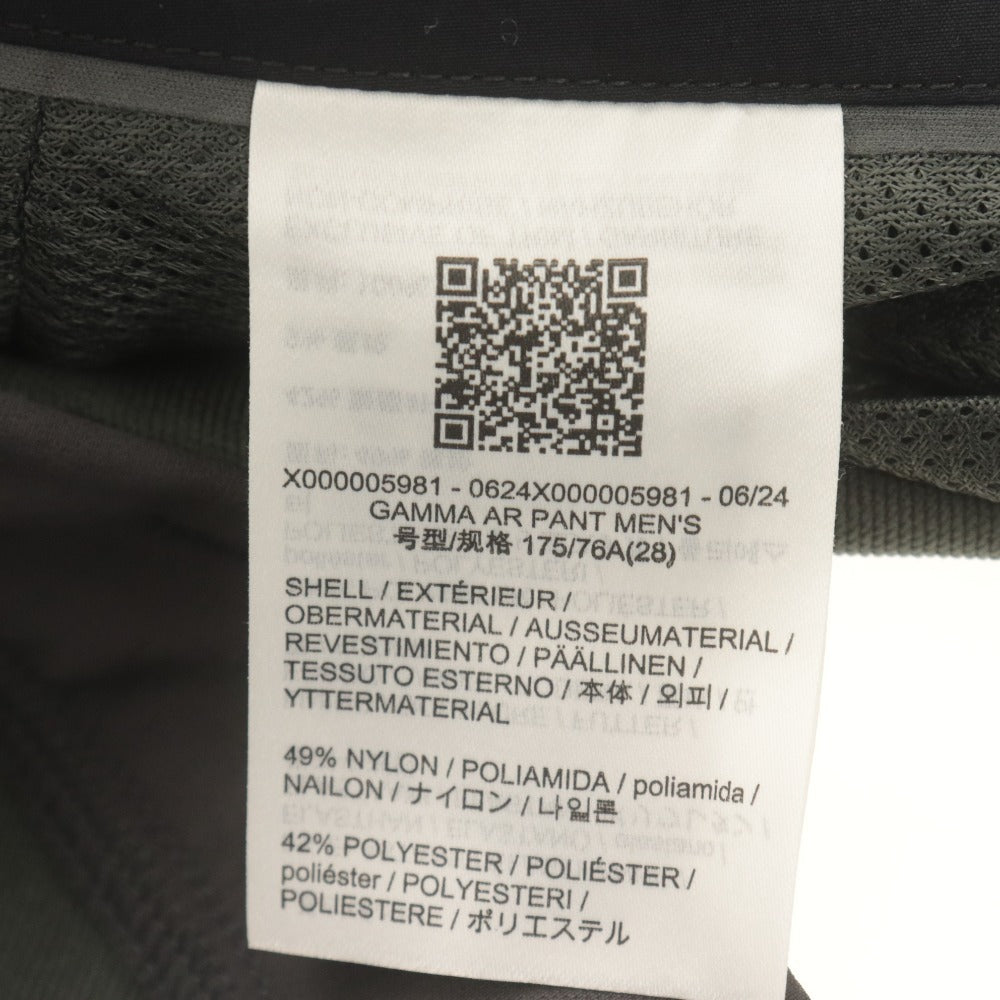 X000005981 - 0624X000005981 - 06/24
GAMMA AR PANT MEN'S
号型/规格 175/76A(28)
SHELL / EXTÉRIEUR /
OBERMATERIAL / AUSSEUMATERIAL /
REVESTIMIENTO / PÄÄLLINEN /
TESSUTO ESTERNO / 本体 / 외피 /
YTTERMATERIAL
49% NYLON / POLIAMIDA / poliamida /
NAILON / ナイロン / 나일론
42% POLYESTER / POLIÉSTER /
poliéster / POLYESTERI /
POLIESTERE / ポリエステル